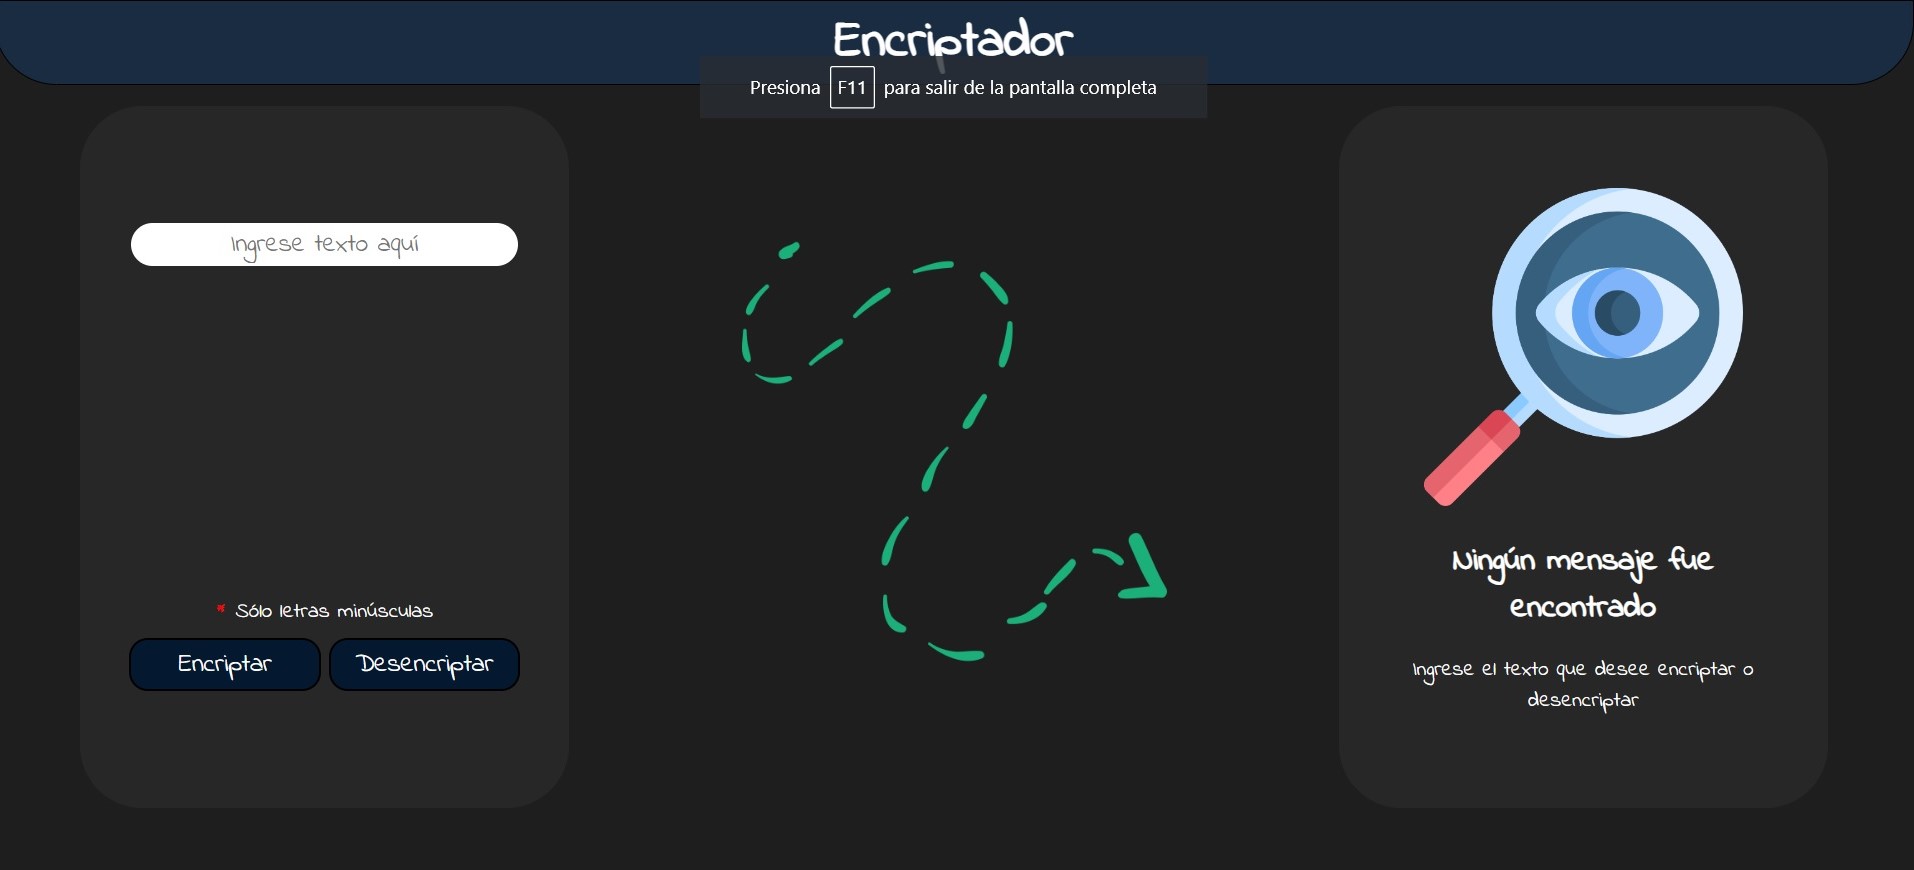 Encriptador
Presiona F11 para salir de la pantalla completa
Ingrese texto aquí
* Sólo letras minúsculas
Encriptar
Desencriptar
Ningún mensaje fue
encontrado
Ingrese el texto que desee encriptar o
desencriptar